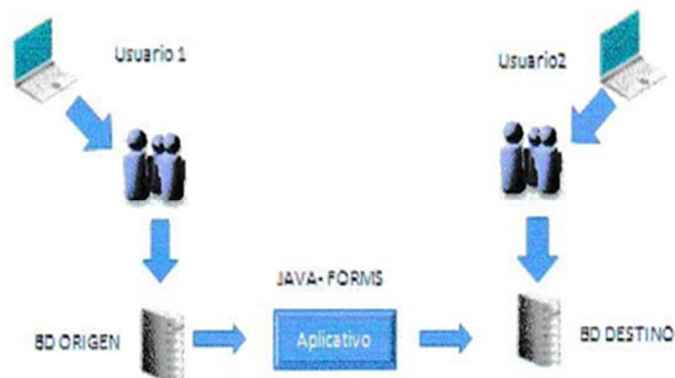 Usuario 1
Usuario2
JAVA- FORMS
BD ORIGEN
Aplicativo
BD DESTINO